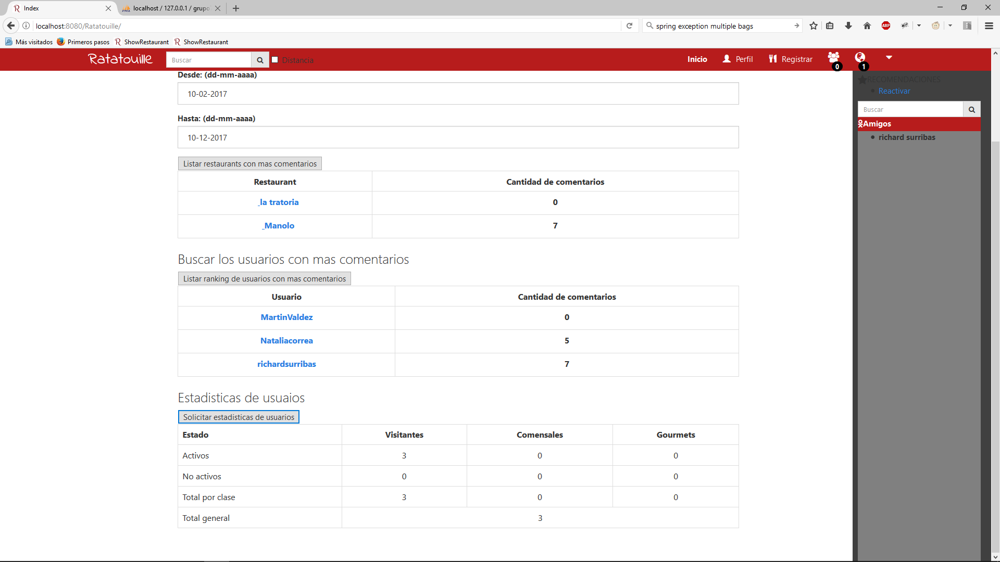 Index
localhost / 127.0.0.1 / grupo
localhost:8080/Ratatouille/
spring exception multiple bags
ABP
Más visitados
Primeros pasos
ShowRestaurant
ShowRestaurant
Ratatouille
Buscar
Distancia
Inicio
Perfil
Registrar
0
1
Desde: (dd-mm-aaaa)
10-02-2017
Hasta: (dd-mm-aaaa)
10-12-2017
Listar restaurants con mas comentarios
Restaurant Cantidad de comentarios
_la tratoria 0
_Manolo 7
Buscar los usuarios con mas comentarios
Listar ranking de usuarios con mas comentarios
Usuario Cantidad de comentarios
MartinValdez 0
Nataliacorrea 5
richardsurribas 7
Estadisticas de usuaios
Solicitar estadisticas de usuarios
Estado Visitantes Comensales Gourmets
Activos 3 0 0
No activos 0 0 0
Total por clase 3 0 0
Total general 3
RECOMENDACIONES
Reactivar
Buscar
Amigos
richard surribas